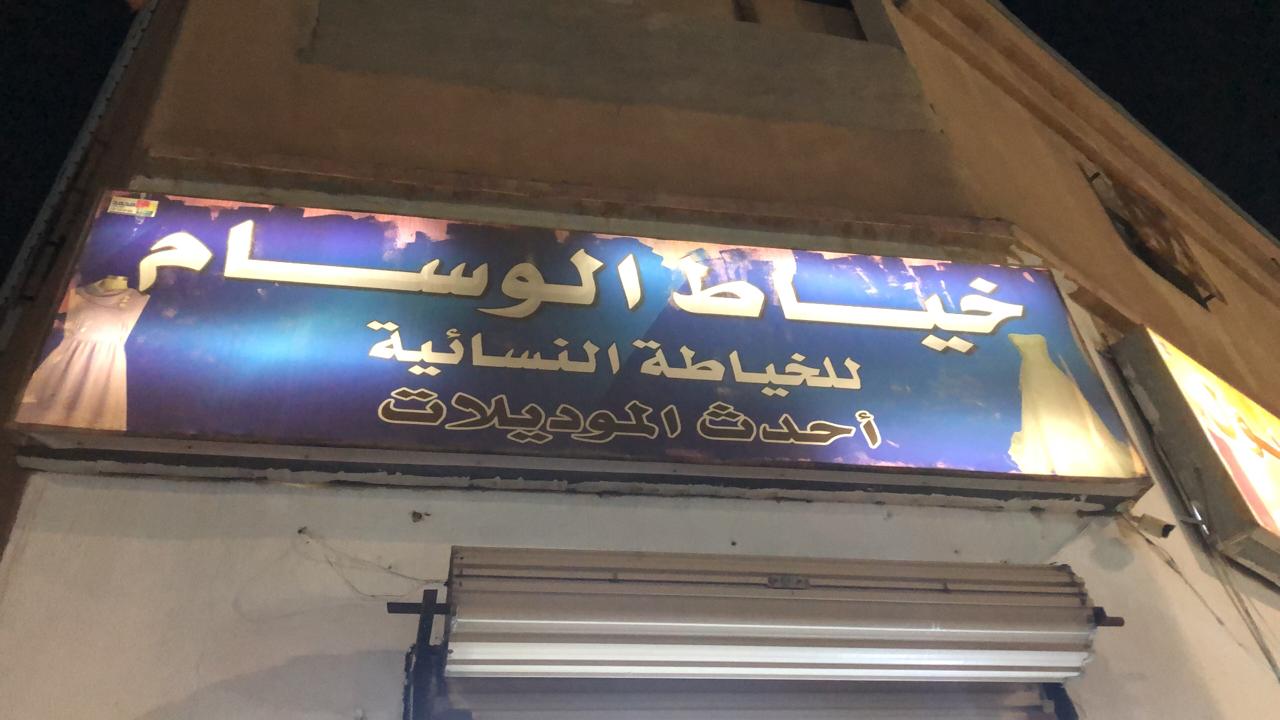 خياط الوسام
للخياطة النسائية
أحدث الموديلات